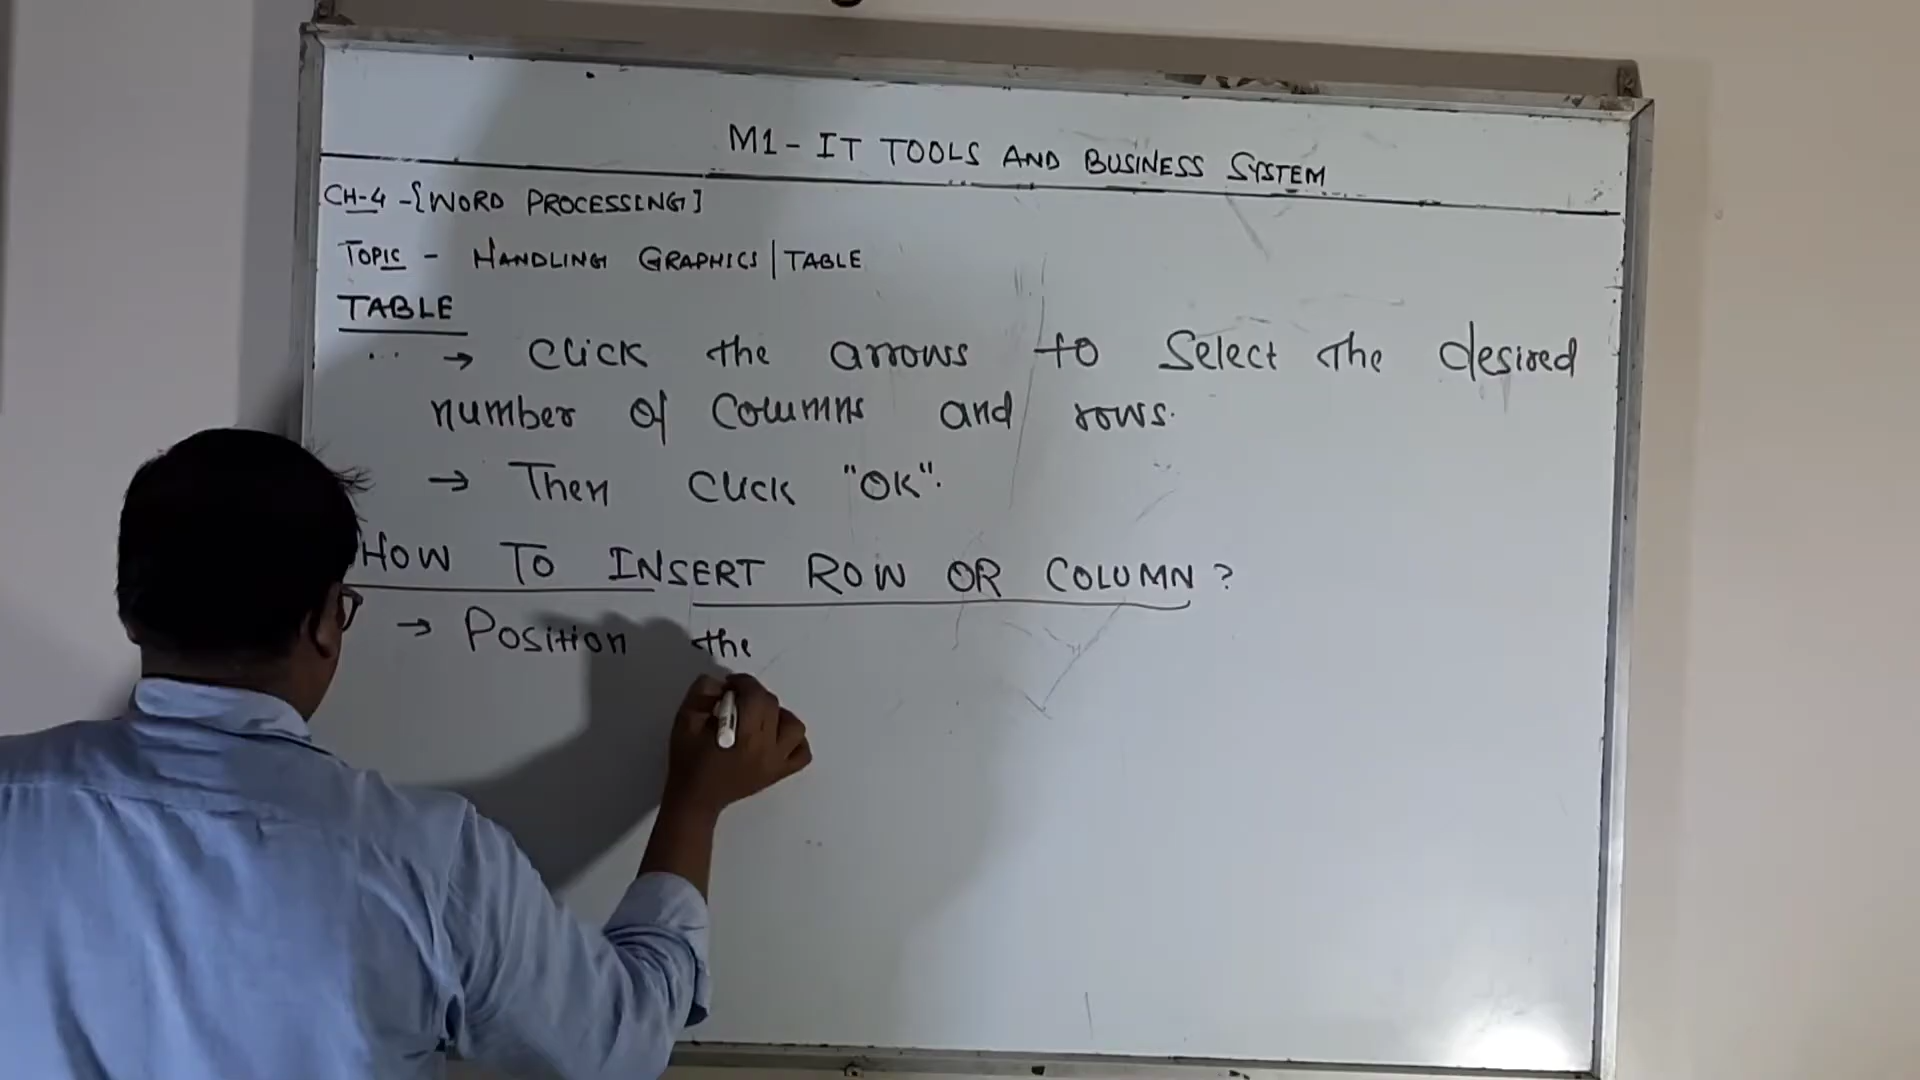 M1 - IT TOOLS AND BUSINESS SYSTEM
CH-4 - {WORD PROCESSING]
TOPIC - HANDLING GRAPHICS | TABLE
TABLE
... → Click the arrows to Select the desired
number of Columns and rows.
→ Then Click "OK".
HOW TO INSERT ROW OR COLUMN ?
→ Position the